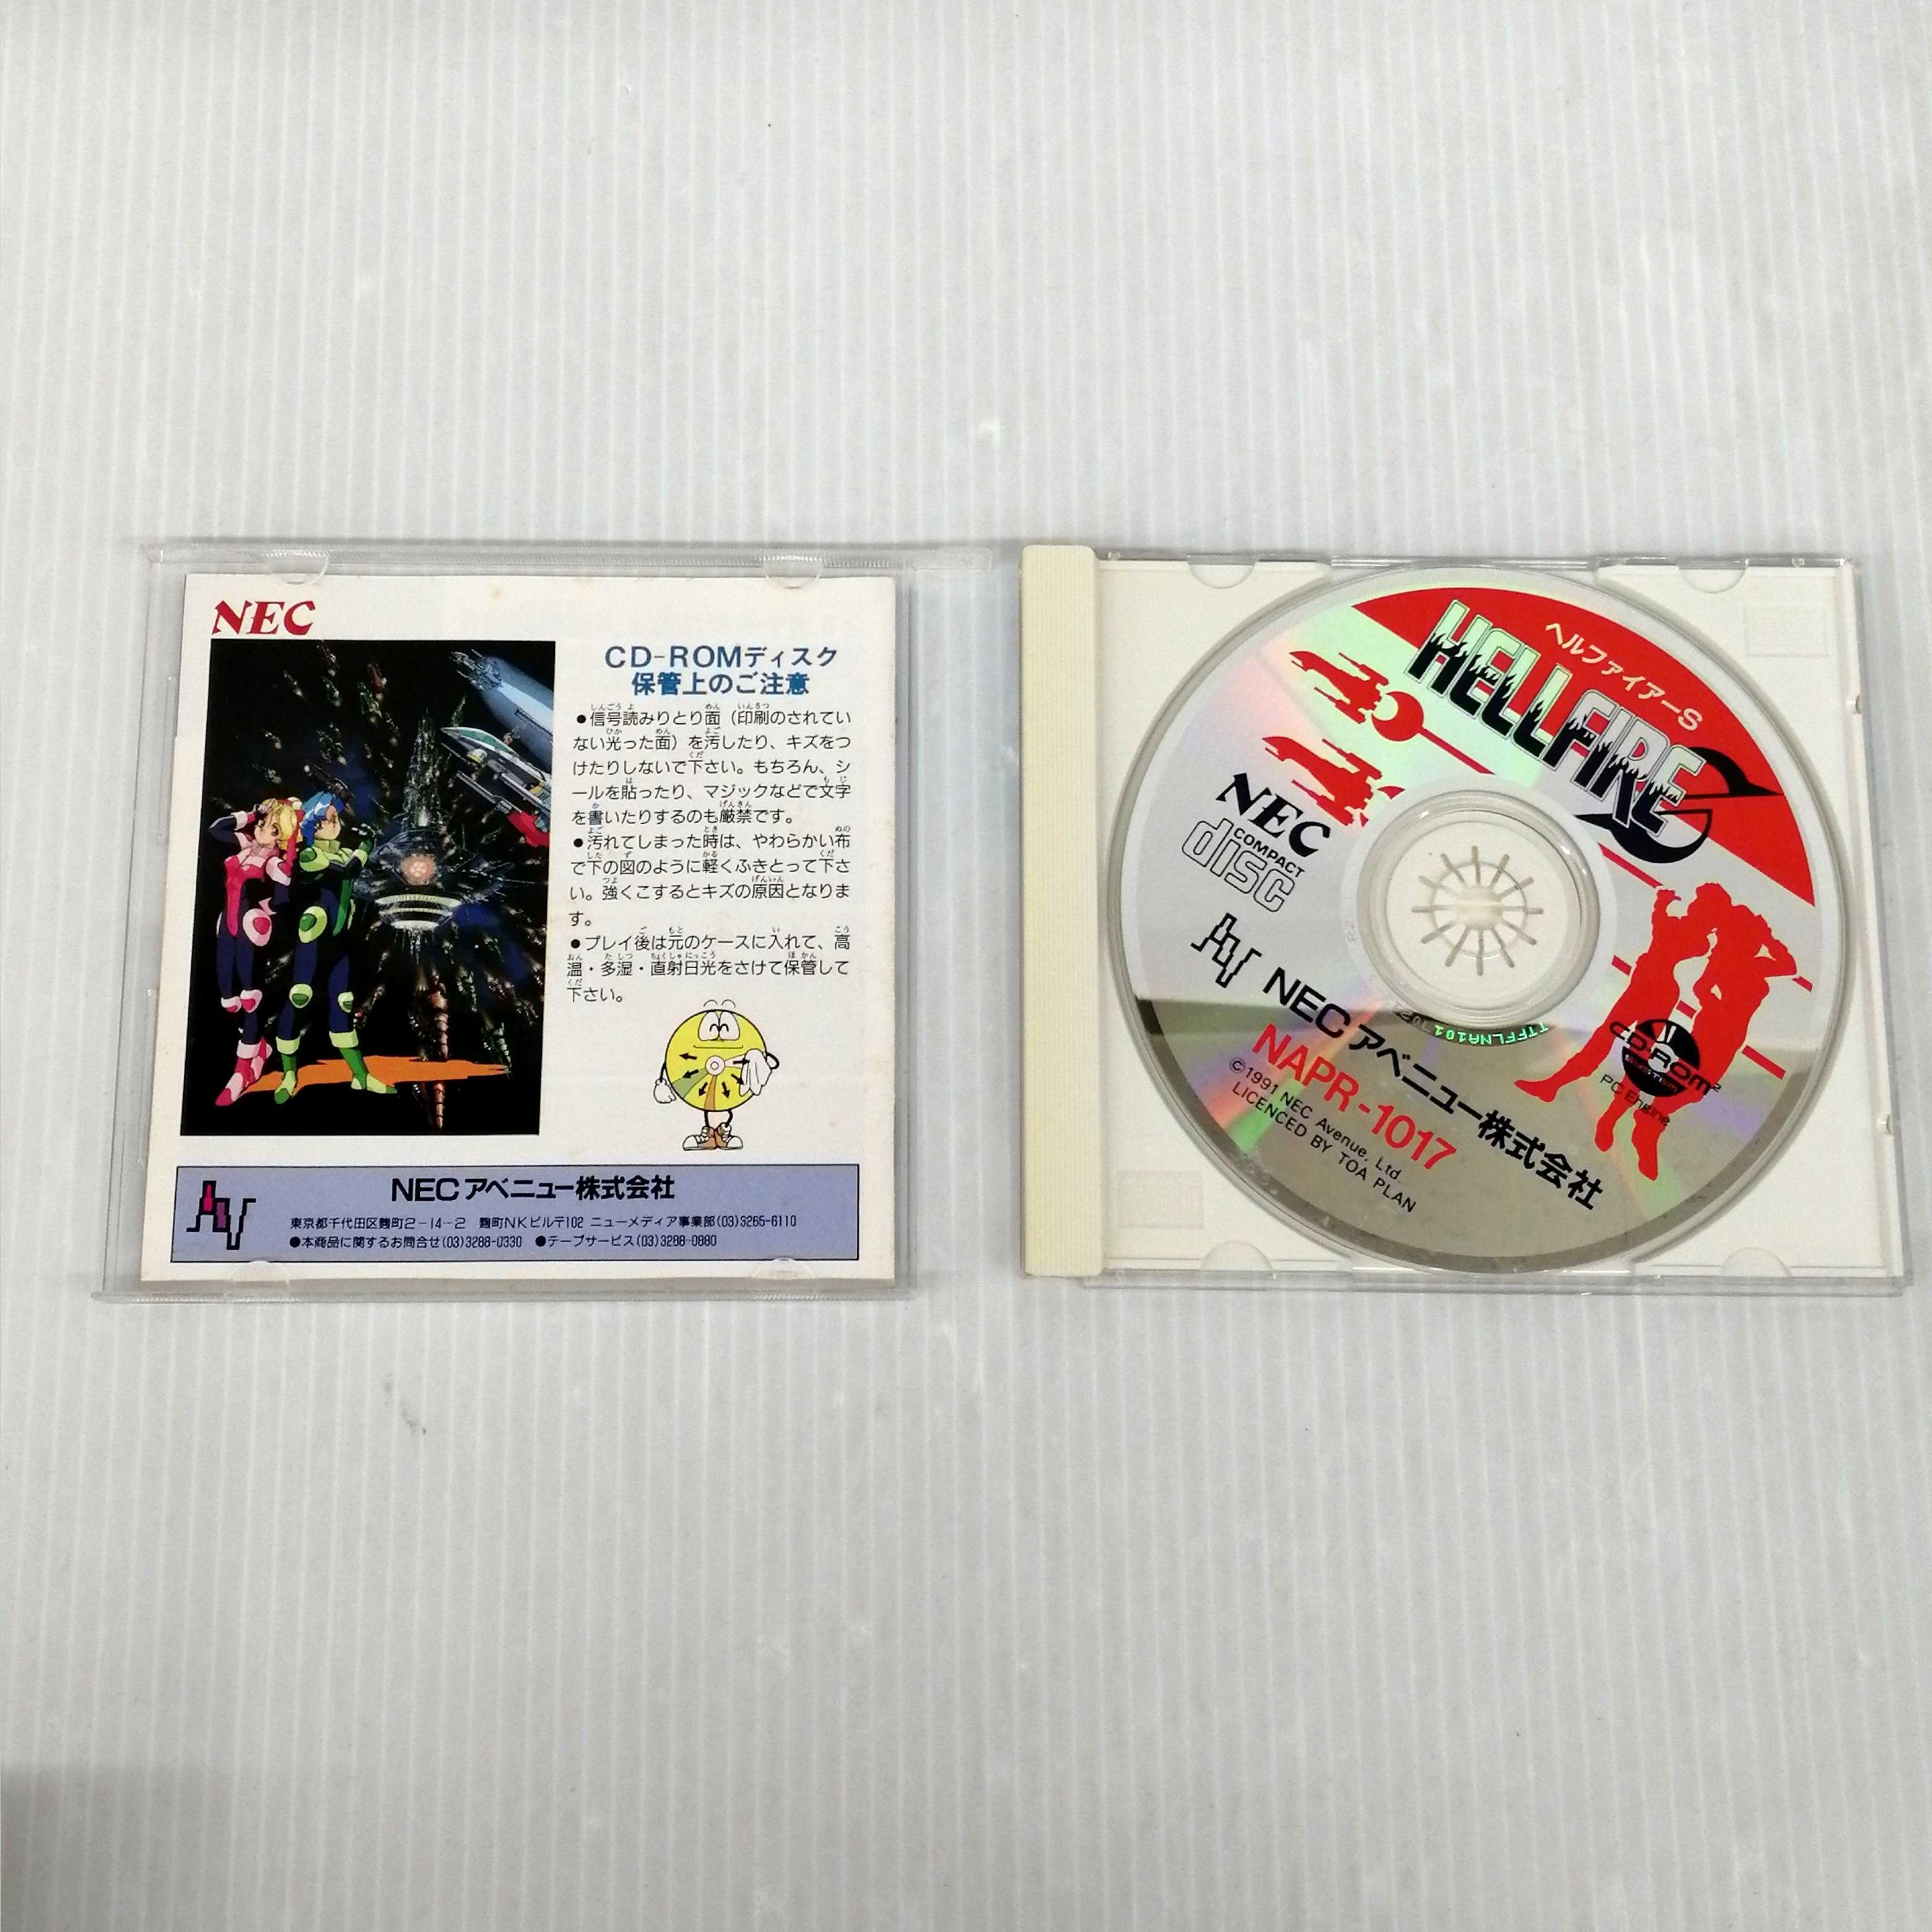 NEC
CD-ROMディスク
保管上のご注意
●信号読みとり面（印刷のされてい
ない光った面）を汚したり、キズをつ
けたりしないで下さい。もちろん、シ
ールを貼ったり、マジックなどで文字
を書いたりするのも厳禁です。
●汚れてしまった時は、やわらかい布
で下の図のように軽くふきとって下さ
い。強くこするとキズの原因となりま
す。
●プレイ後は元のケースに入れて、高
温・多湿・直射日光をさけて保管して
下さい。
NECアベニュー株式会社
東京都千代田区麴町2-14-2 麴町NKビル〒102 ニューメディア事業部(03)3265-6110
●本商品に関するお問合せ(03)3288-0330 ●テープサービス(03)3288-0880
ヘルファイアーS
HELLFIRE S
NEC
COMPACT
disc
NECアベニュー株式会社
NAPR-1017
©1991 NEC Avenue, Ltd.
LICENCED BY TOA PLAN
CD-ROM²
SYSTEM
PC Engine